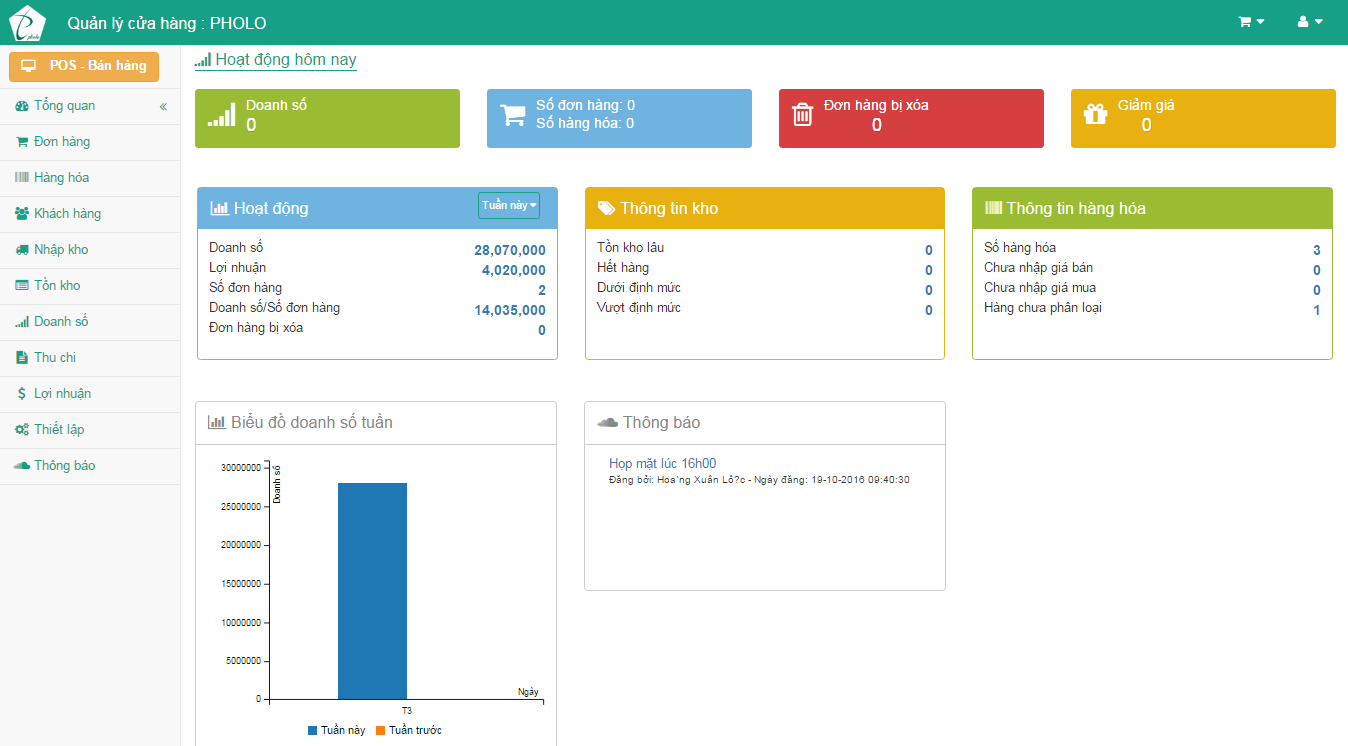 pholo
Quản lý cửa hàng : PHOLO
POS - Bán hàng
Tổng quan «
Đơn hàng
Hàng hóa
Khách hàng
Nhập kho
Tồn kho
Doanh số
Thu chi
Lợi nhuận
Thiết lập
Thông báo
Hoạt động hôm nay
Doanh số
0
Số đơn hàng: 0
Số hàng hóa: 0
Đơn hàng bị xóa
0
Giảm giá
0
Hoạt động Tuần này
Doanh số 28,070,000
Lợi nhuận 4,020,000
Số đơn hàng 2
Doanh số/Số đơn hàng 14,035,000
Đơn hàng bị xóa 0
Thông tin kho
Tồn kho lâu 0
Hết hàng 0
Dưới định mức 0
Vượt định mức 0
Thông tin hàng hóa
Số hàng hóa 3
Chưa nhập giá bán 0
Chưa nhập giá mua 0
Hàng chưa phân loại 1
Biểu đồ doanh số tuần
30000000
25000000
20000000
15000000
10000000
5000000
0
Doanh số
Ngày
T3
Tuần này Tuần trước
Thông báo
Họp mặt lúc 16h00
Đăng bởi: Hoa`ng Xuân Lô?c - Ngày đăng: 19-10-2016 09:40:30